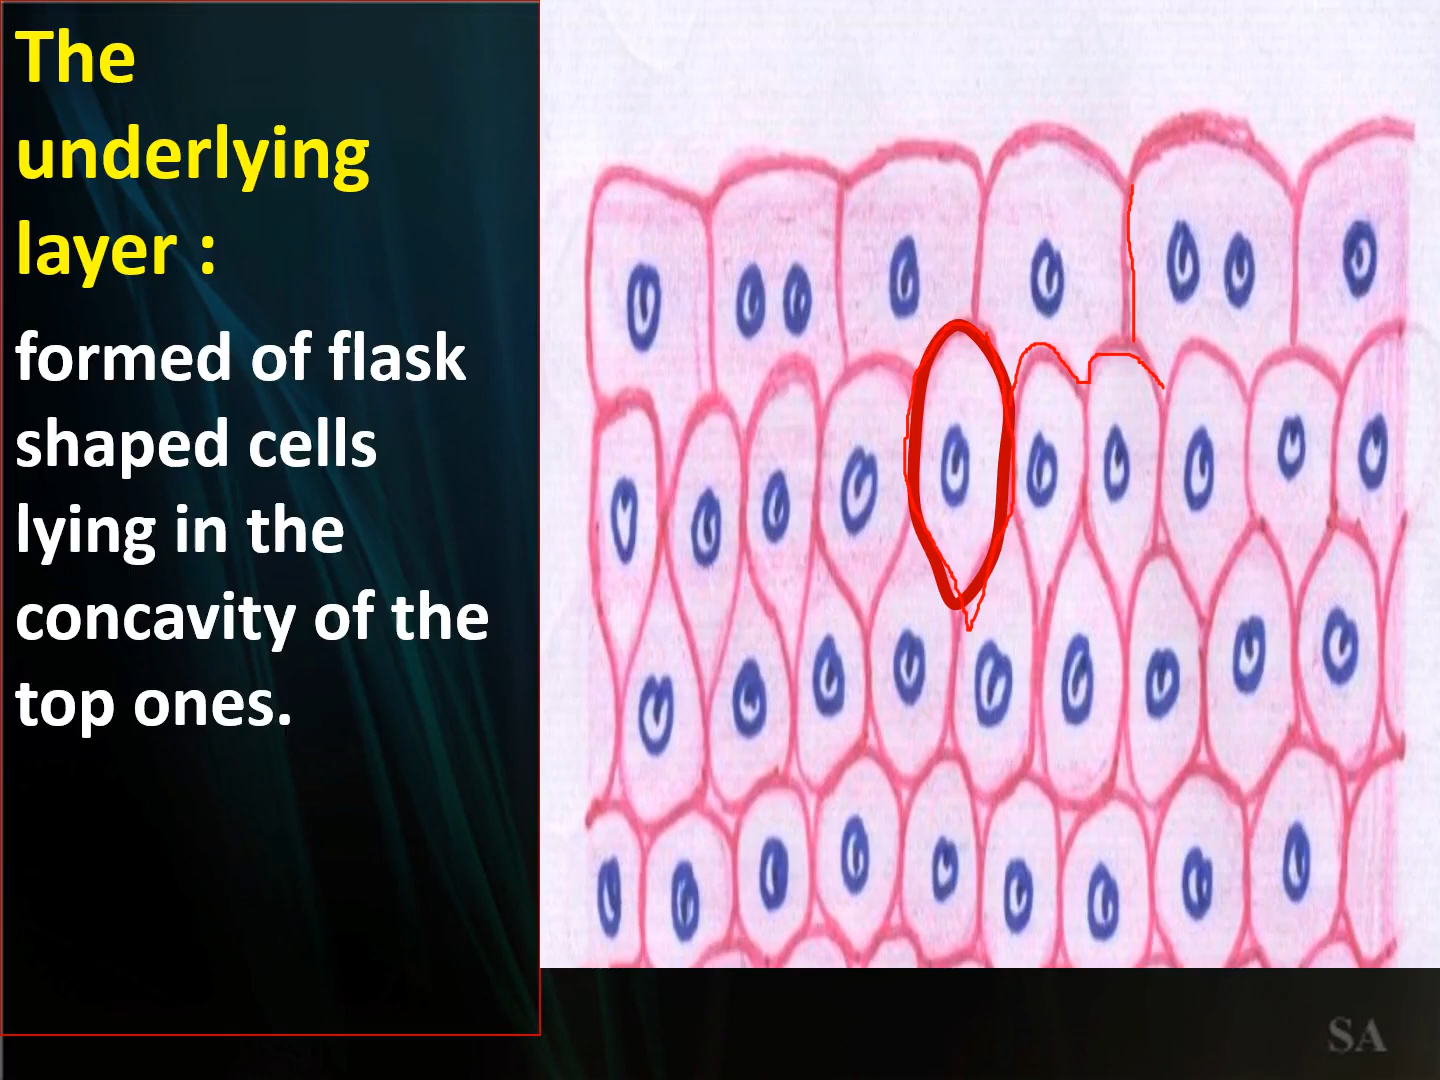 The
underlying
layer :
formed of flask
shaped cells
lying in the
concavity of the
top ones.
SA